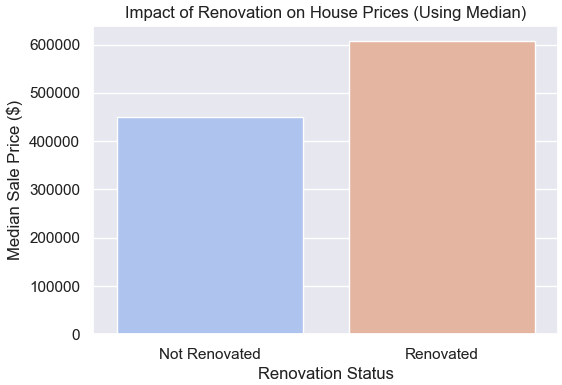 Impact of Renovation on House Prices (Using Median)
Median Sale Price ($)
600000
500000
400000
300000
200000
100000
0
Not Renovated
Renovated
Renovation Status